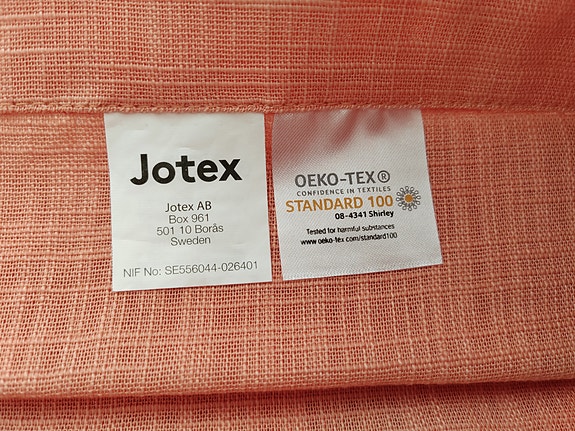 Jotex
Jotex AB
Box 961
501 10 Borås
Sweden
NIF No: SE556044-026401
OEKO-TEX®
CONFIDENCE IN TEXTILES
STANDARD 100
08-4341 Shirley
Tested for harmful substances
www.oeko-tex.com/standard100